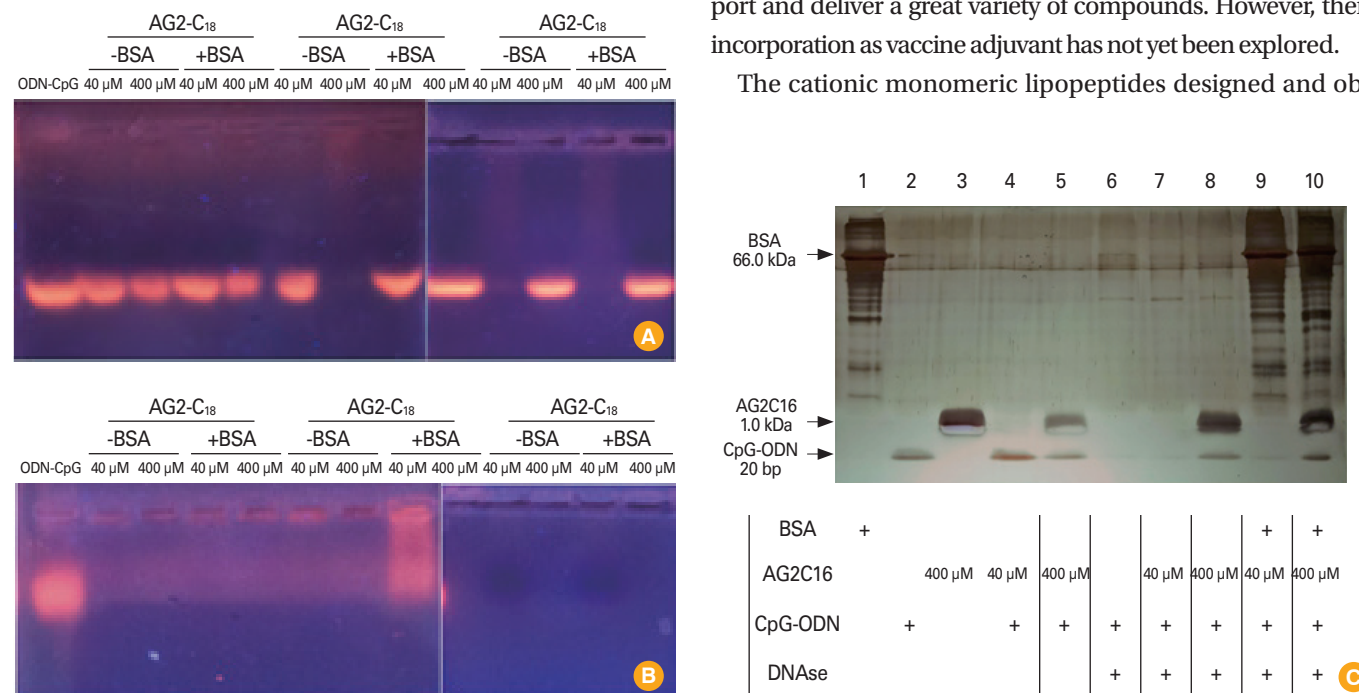 AG2-C18 AG2-C18 AG2-C18
-BSA +BSA -BSA +BSA -BSA +BSA
ODN-CpG 40 µM 400 µM 40 µM 400 µM 40 µM 400 µM 40 µM 400 µM 40 µM 400 µM 40 µM 400 µM
A
AG2-C18 AG2-C18 AG2-C18
-BSA +BSA -BSA +BSA -BSA +BSA
ODN-CpG 40 µM 400 µM 40 µM 400 µM 40 µM 400 µM 40 µM 400 µM 40 µM 400 µM 40 µM 400 µM
B
port and deliver a great variety of compounds. However, their
incorporation as vaccine adjuvant has not yet been explored.
The cationic monomeric lipopeptides designed and ob
1 2 3 4 5 6 7 8 9 10
BSA
66.0 kDa
AG2C16
1.0 kDa
CpG-ODN
20 bp
BSA + + +
AG2C16 400 µM 40 µM 400 µM 40 µM 400 µM 40 µM 400 µM
CpG-ODN + + + + + + + +
DNAse + + + + +
C